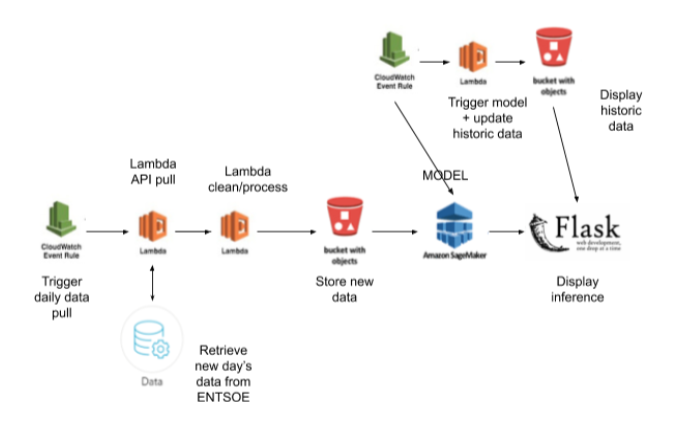 CloudWatch
Event Rule
Lambda
bucket with
objects
Trigger model
+ update
historic data
Display
historic
data
Lambda
API pull
Lambda
clean/process
MODEL
CloudWatch
Event Rule
Lambda
Lambda
bucket with
objects
Amazon SageMaker
Flask
web development,
one drop at a time
Trigger
daily data
pull
Store new
data
Display
inference
Data
Retrieve
new day's
data from
ENTSOE